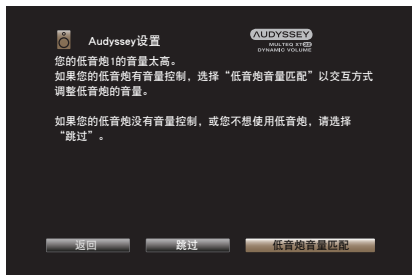 Audyssey设置
AUDYSSEY
MULTEQ XT32
DYNAMIC VOLUME
您的低音炮1的音量太高。
如果您的低音炮有音量控制，选择“低音炮音量匹配”以交互方式
调整低音炮的音量。
如果您的低音炮没有音量控制，或您不想使用低音炮，请选择
“跳过”。
返回
跳过
低音炮音量匹配